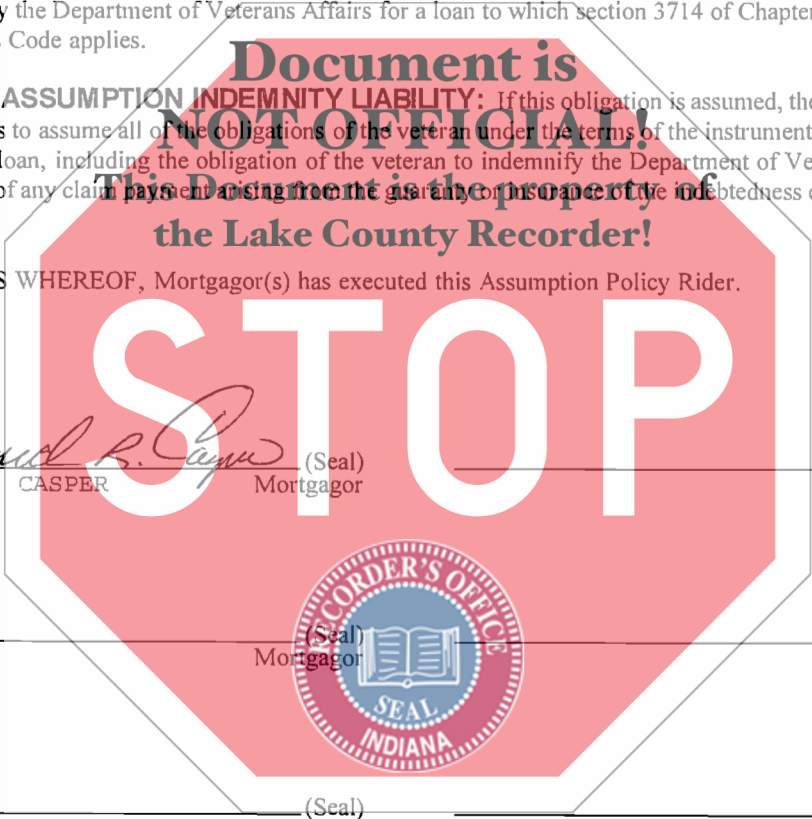 the Department of Veterans Affairs for a loan to which section 3714 of Chapter
Code applies.
Document is
ASSUMPTION INDEMNITY LIABILITY: If this obligation is assumed, the
NOT OFFICIAL!
s to assume all of the obligations of the veteran under the terms of the instrument
loan, including the obligation of the veteran to indemnify the Department of Ve
This Document is the property of
of any claim payment arising from the guaranty or insurance of the indebtedness
the Lake County Recorder!
S WHEREOF, Mortgagor(s) has executed this Assumption Policy Rider.
STOP
R. Casper (Seal)
CASPER Mortgagor
RECORDER'S OFFICE
(Seal)
Mortgagor
SEAL
INDIANA
(Seal)